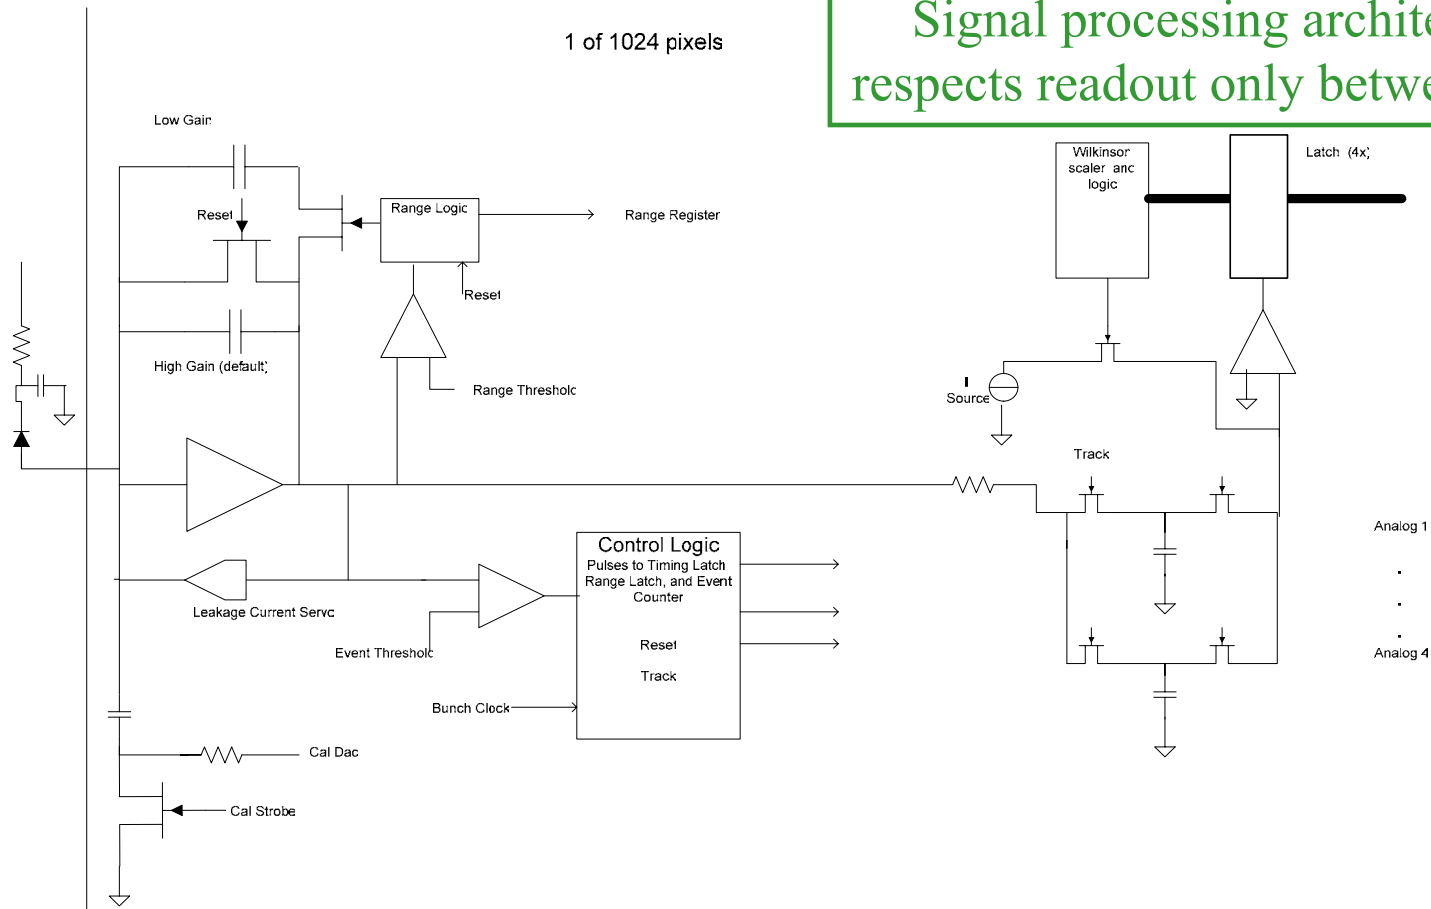 1 of 1024 pixels
Signal processing archite
respects readout only betwe
Low Gain
Reset
Range Logic
Range Register
Reset
High Gain (default)
Range Threshold
Wilkinson
scaler and
logic
Latch (4x)
I
Source
Track
Analog 1
.
.
.
Analog 4
Leakage Current Servo
Event Threshold
Control Logic
Pulses to Timing Latch
Range Latch, and Event
Counter
Reset
Track
Bunch Clock
Cal Dac
Cal Strobe